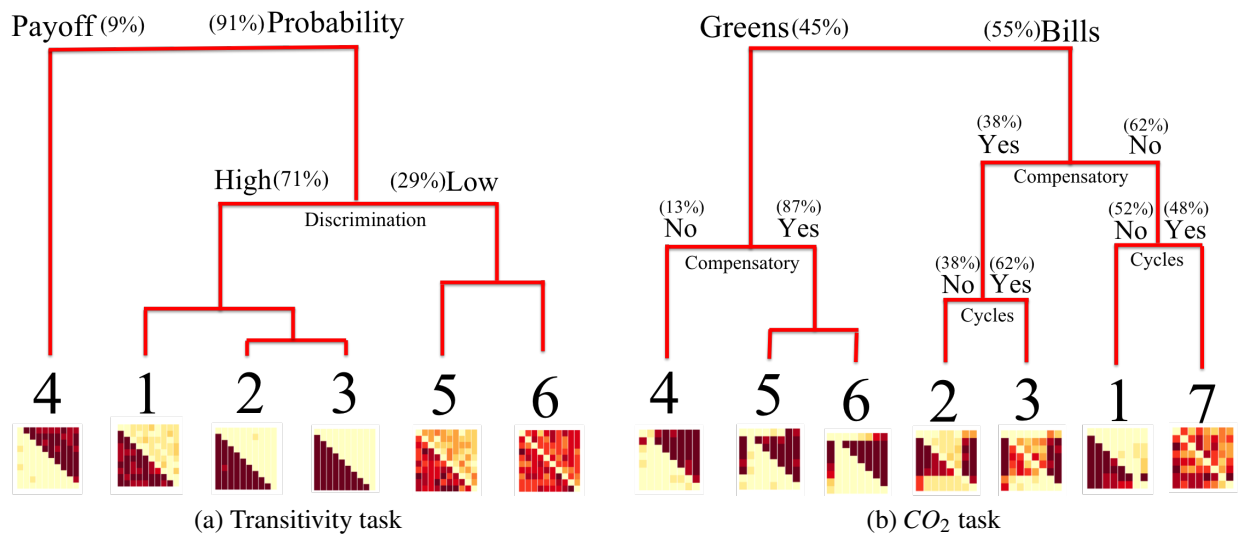 Payoff (9%) (91%) Probability
High (71%) (29%) Low
Discrimination
4 1 2 3 5 6
(a) Transitivity task
Greens (45%) (55%) Bills
(38%) (62%)
Yes No
Compensatory
(13%) (87%) (52%) (48%)
No Yes No Yes
Compensatory Cycles
(38%) (62%)
No Yes
Cycles
4 5 6 2 3 1 7
(b) CO2 task